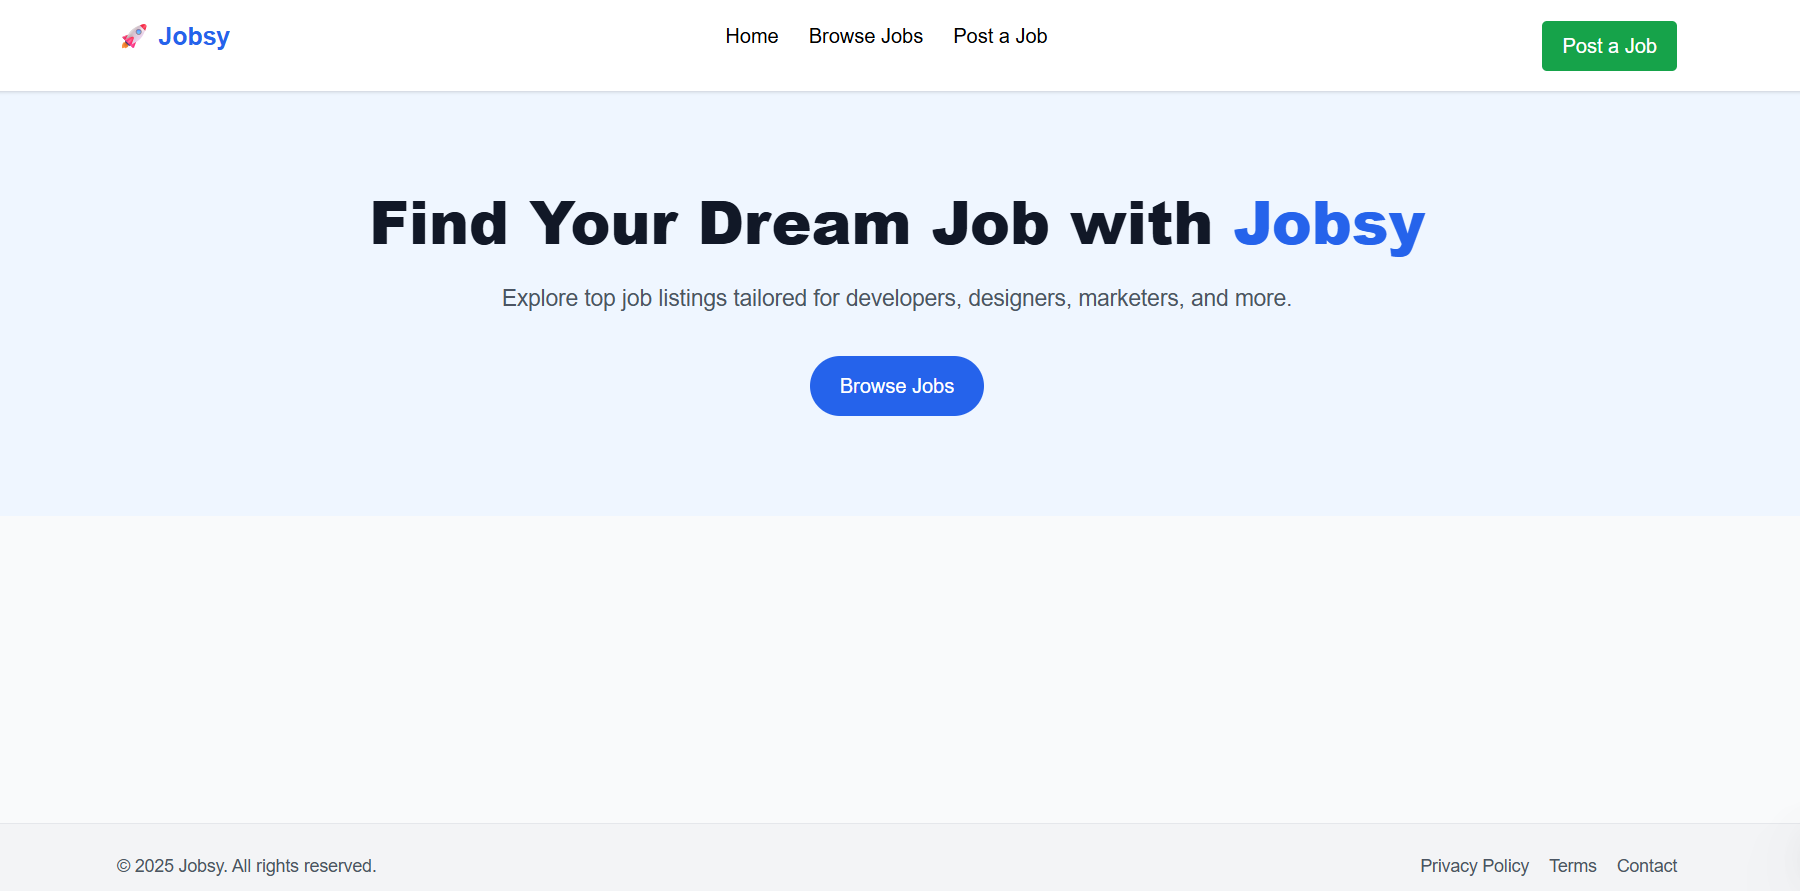 🚀 Jobsy
Home Browse Jobs Post a Job
Post a Job
Find Your Dream Job with Jobsy
Explore top job listings tailored for developers, designers, marketers, and more.
Browse Jobs
© 2025 Jobsy. All rights reserved.
Privacy Policy Terms Contact